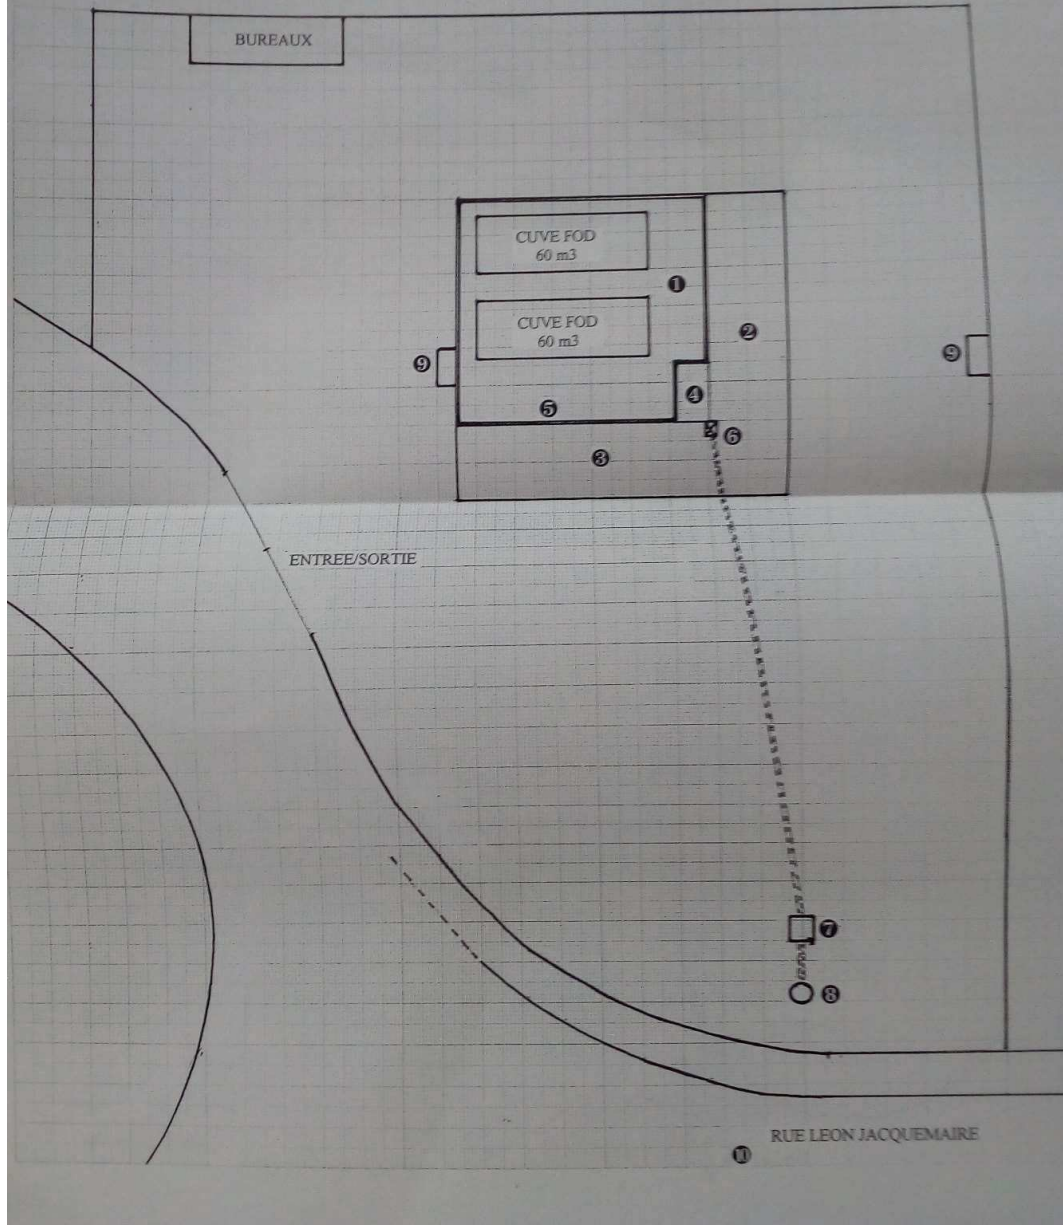 BUREAUX
CUVE FOD
60 m3
❶
CUVE FOD
60 m3
❷
❾
❾
❹
❺
❻
❸
ENTREE/SORTIE
❼
❽
RUE LEON JACQUEMAIRE
❿